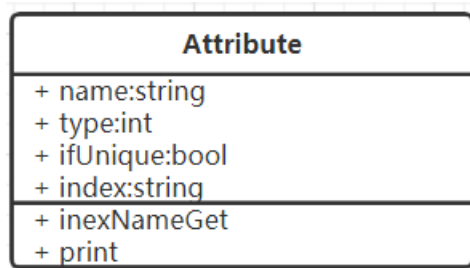 Attribute
+ name:string
+ type:int
+ ifUnique:bool
+ index:string
+ inexNameGet
+ print